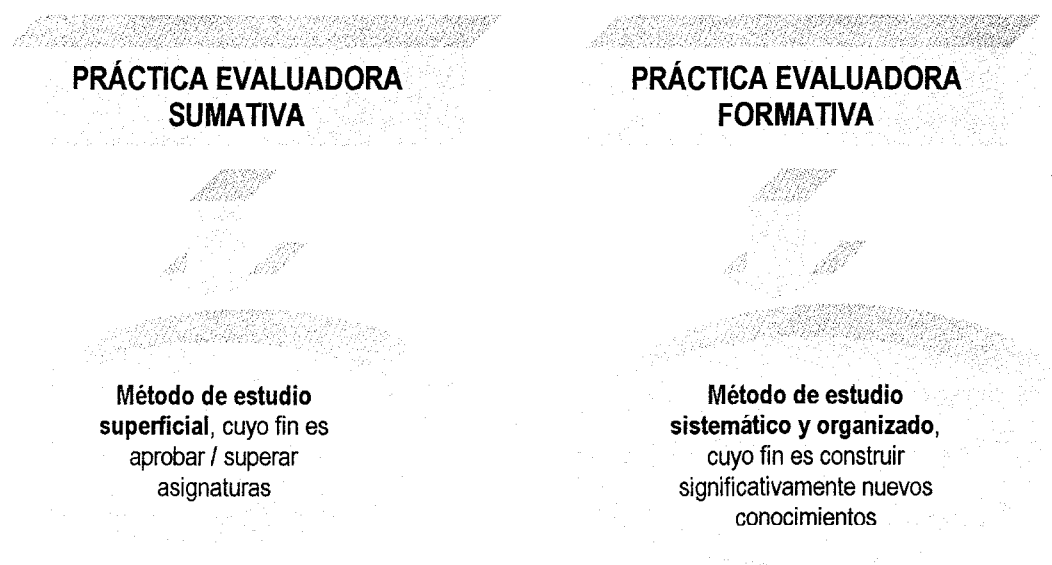 PRÁCTICA EVALUADORA
SUMATIVA
PRÁCTICA EVALUADORA
FORMATIVA
Método de estudio
superficial, cuyo fin es
aprobar / superar
asignaturas
Método de estudio
sistemático y organizado,
cuyo fin es construir
significativamente nuevos
conocimientos